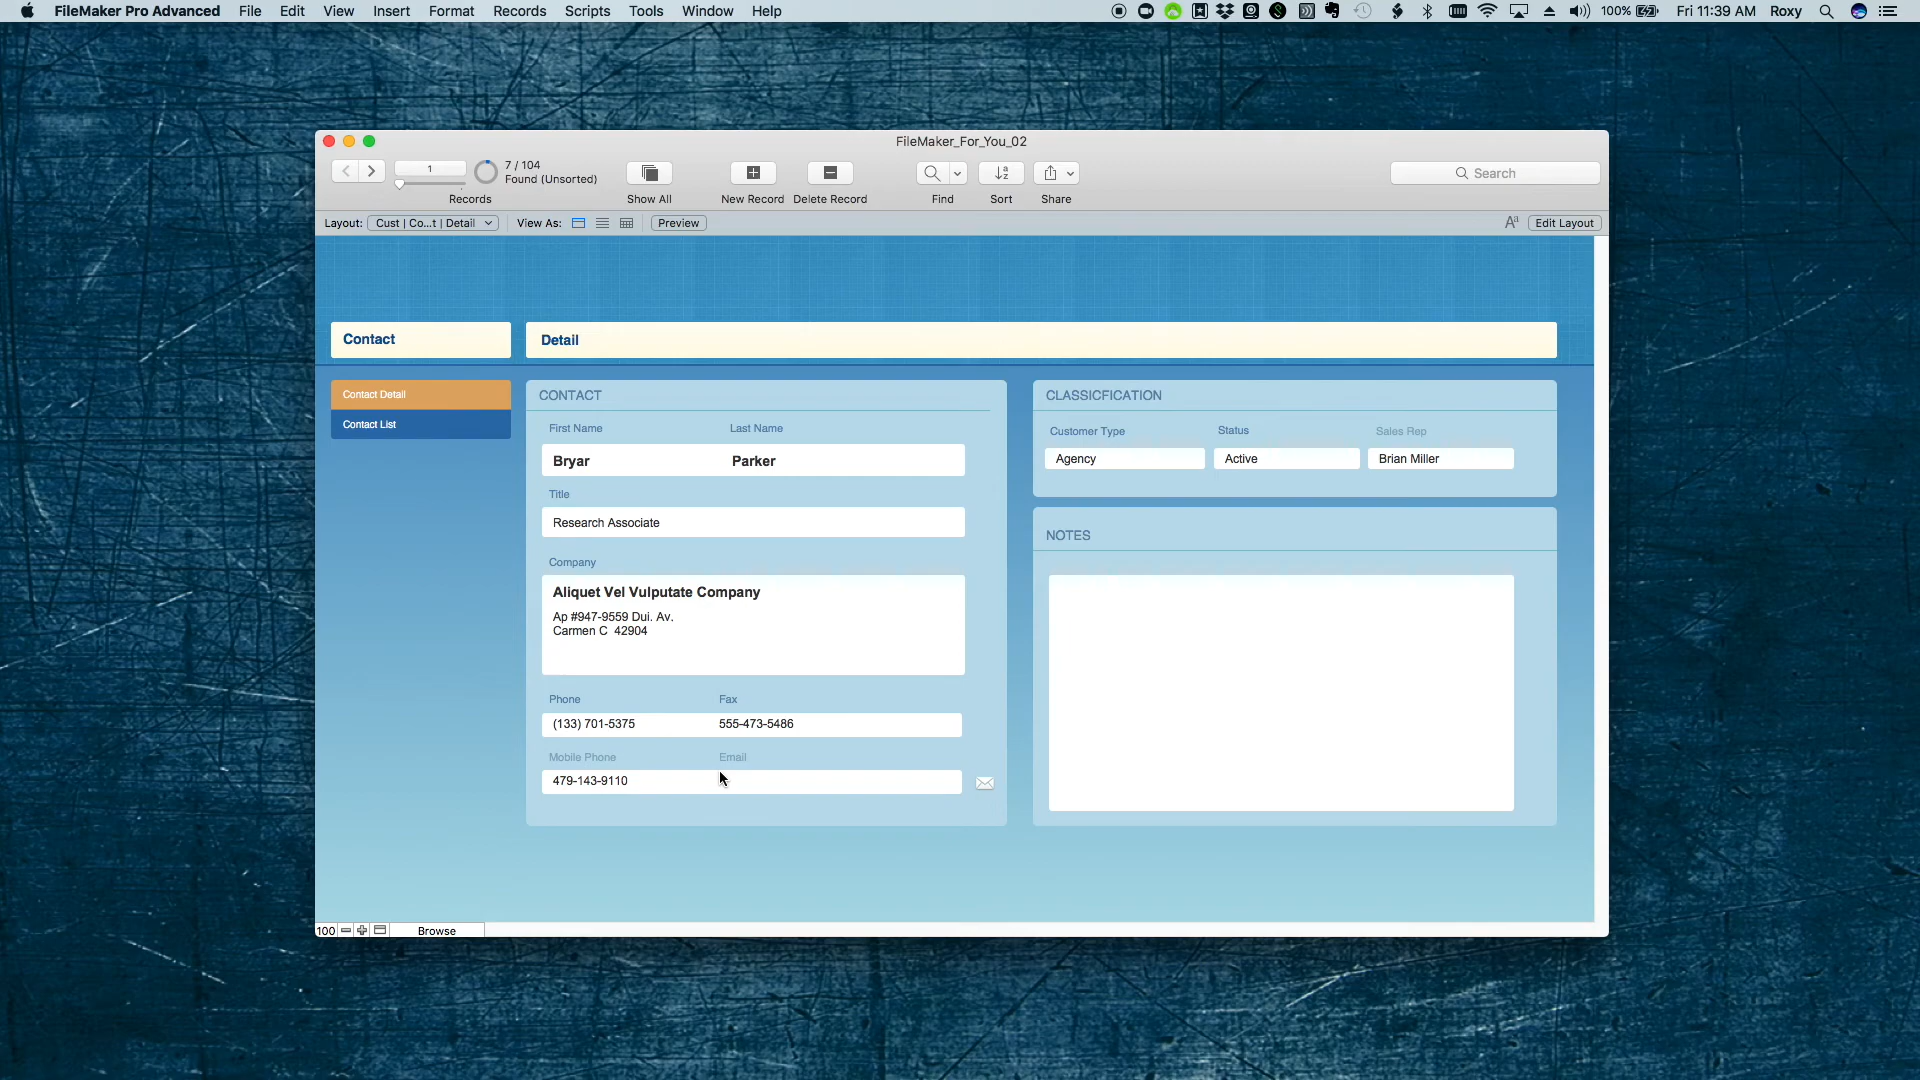 FileMaker Pro Advanced File Edit View Insert Format Records Scripts Tools Window Help 100% Fri 11:39 AM Roxy
FileMaker_For_You_02
1
7 / 104
Found (Unsorted)
Search
Records Show All New Record Delete Record Find Sort Share
Layout: Cust | Co...t | Detail View As: Preview Aa Edit Layout
Contact
Detail
Contact Detail
Contact List
CONTACT
First Name Last Name
Bryar Parker
Title
Research Associate
Company
Aliquet Vel Vulputate Company
Ap #947-9559 Dui. Av,
Carmen C 42904
Phone Fax
(133) 701-5375 555-473-5486
Mobile Phone Email
479-143-9110
CLASSICFICATION
Customer Type Status Sales Rep
Agency Active Brian Miller
NOTES
100 Browse